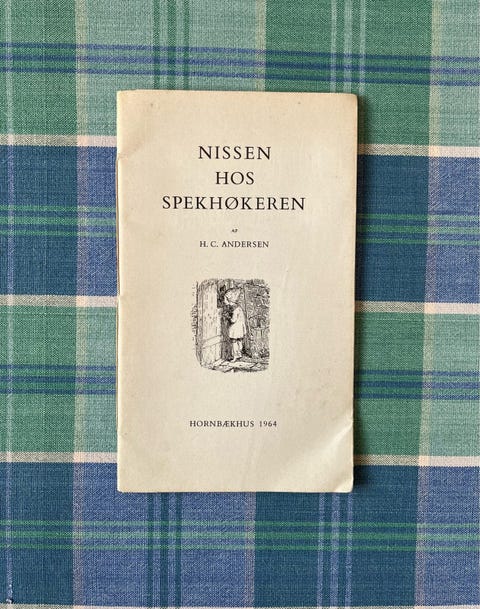 NISSEN
HOS
SPEKHØKEREN
AF
H. C. ANDERSEN
HORNBÆKHUS 1964